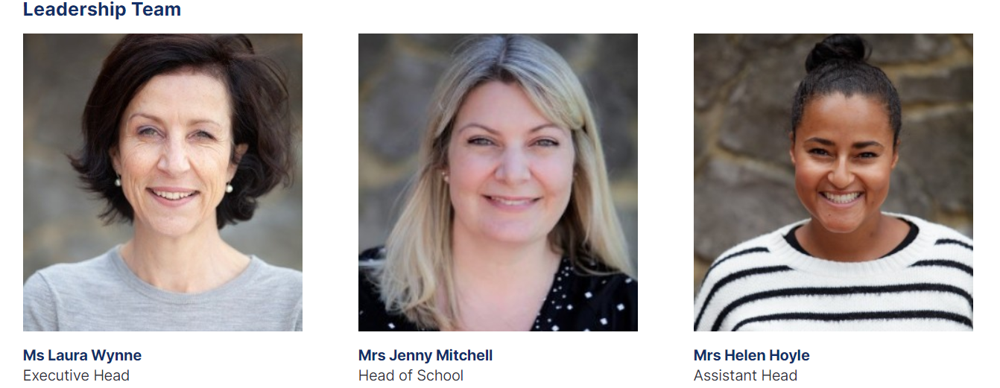 Leadership Team
Ms Laura Wynne
Executive Head
Mrs Jenny Mitchell
Head of School
Mrs Helen Hoyle
Assistant Head